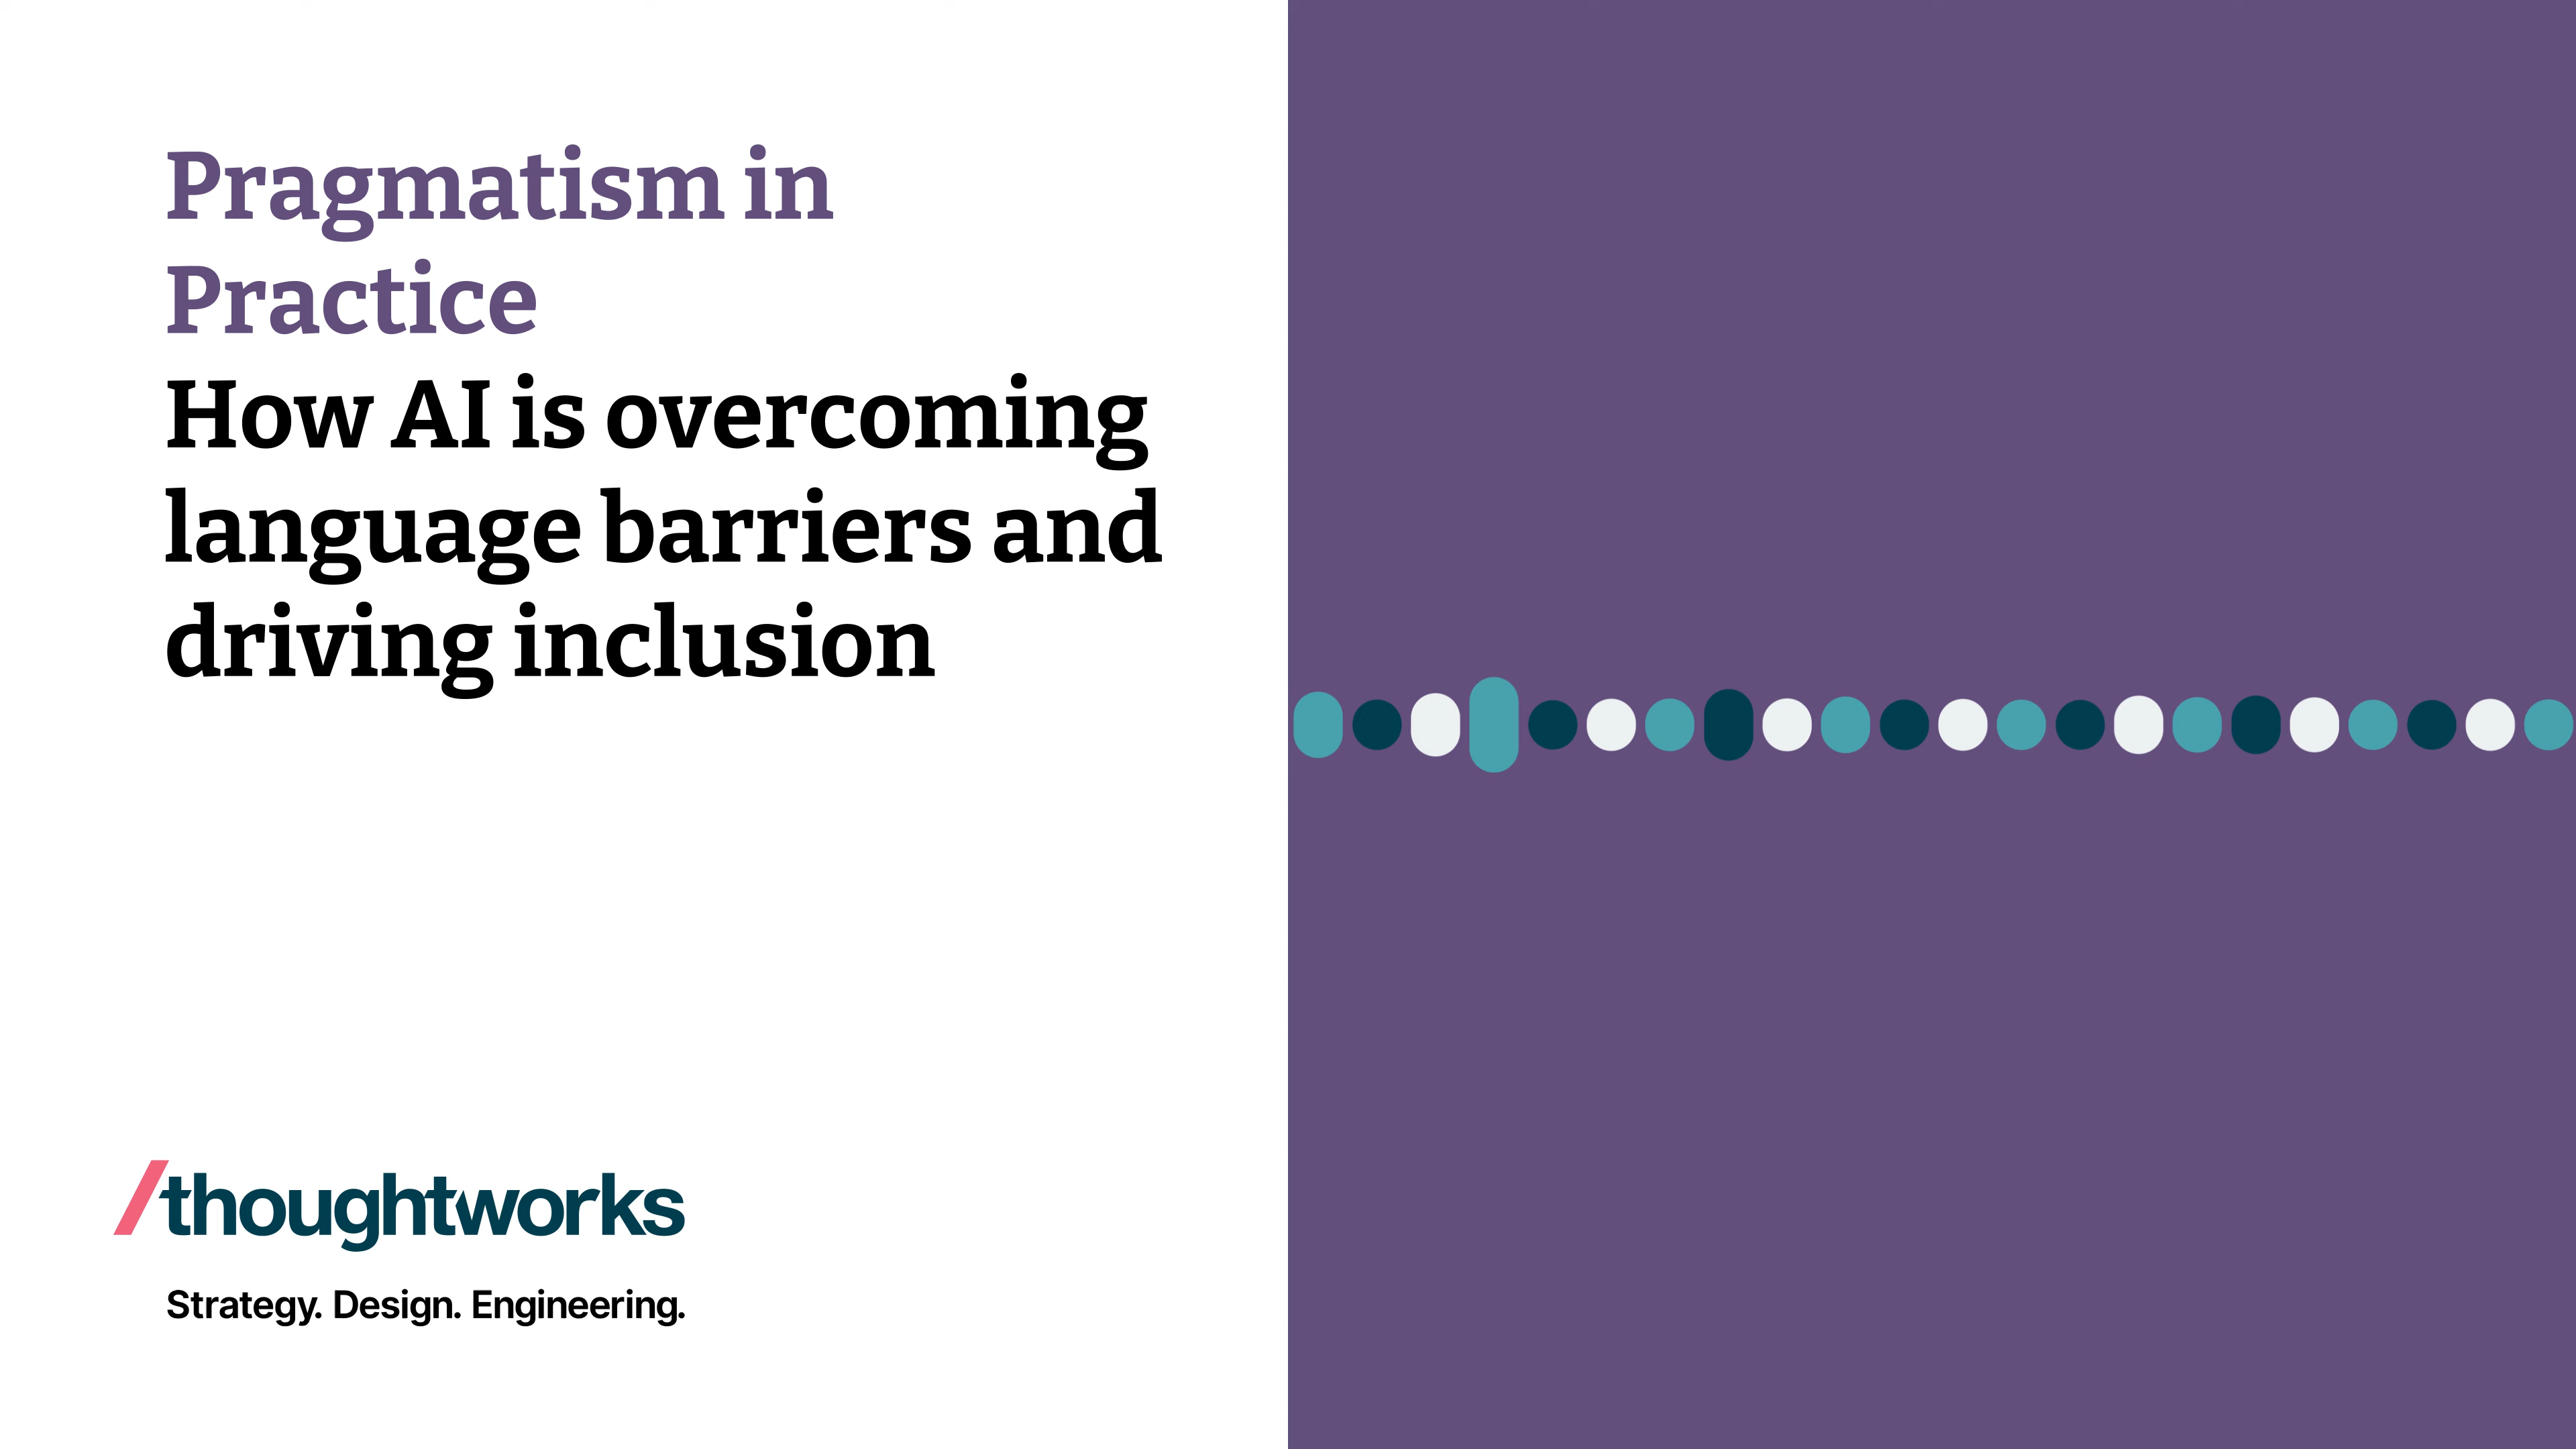 Pragmatism in
Practice
How AI is overcoming
language barriers and
driving inclusion
/thoughtworks
Strategy. Design. Engineering.